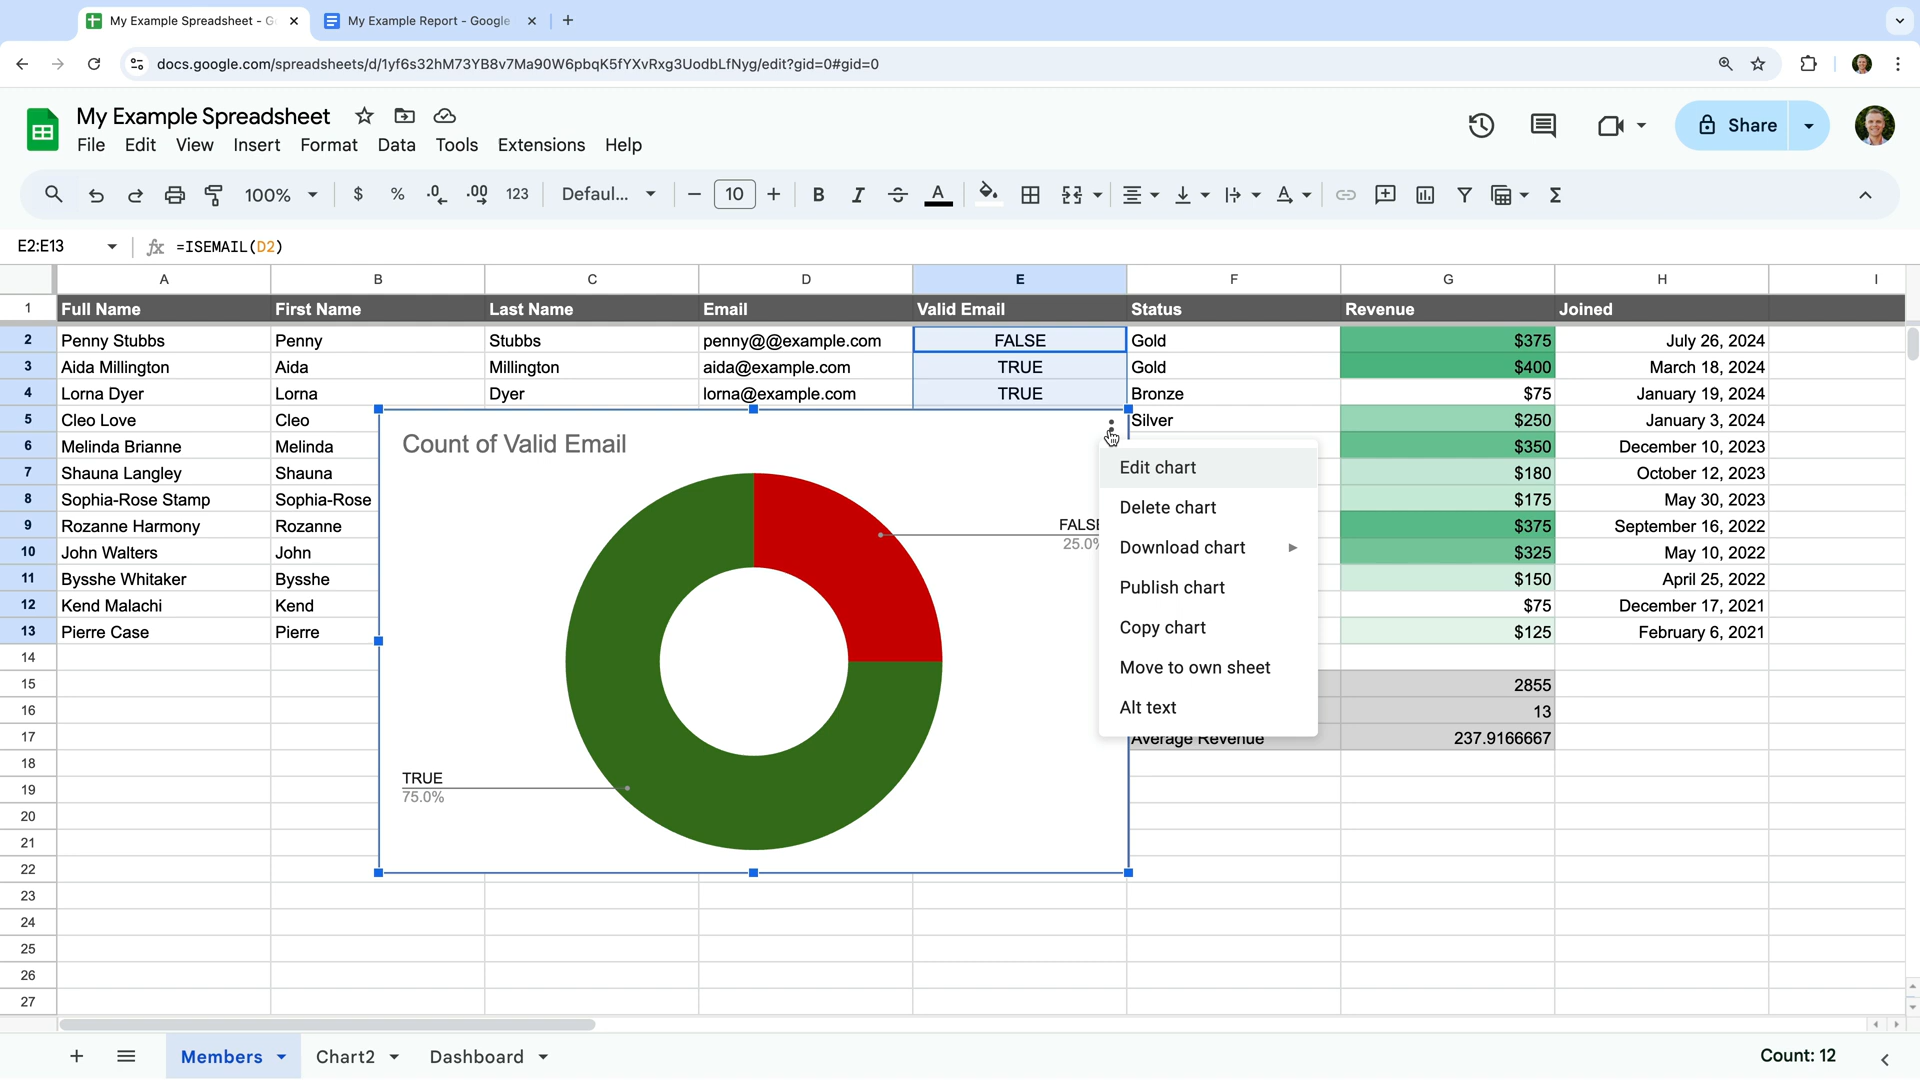 My Example Spreadsheet - G
My Example Report - Google
docs.google.com/spreadsheets/d/1yf6s32hM73YB8v7Ma90W6pbqK5fYXvRxg3UodbLfNyg/edit?gid=0#gid=0
My Example Spreadsheet
File Edit View Insert Format Data Tools Extensions Help
Share
100% $ % .0 .00 123 Defaul... 10 B I A
E2:E13 fx =ISEMAIL(D2)
A B C D E F G H I
1 Full Name First Name Last Name Email Valid Email Status Revenue Joined
2 Penny Stubbs Penny Stubbs penny@@example.com FALSE Gold $375 July 26, 2024
3 Aida Millington Aida Millington aida@example.com TRUE Gold $400 March 18, 2024
4 Lorna Dyer Lorna Dyer lorna@example.com TRUE Bronze $75 January 19, 2024
5 Cleo Love Cleo Silver $250 January 3, 2024
6 Melinda Brianne Melinda $350 December 10, 2023
7 Shauna Langley Shauna $180 October 12, 2023
8 Sophia-Rose Stamp Sophia-Rose $175 May 30, 2023
9 Rozanne Harmony Rozanne $375 September 16, 2022
10 John Walters John $325 May 10, 2022
11 Bysshe Whitaker Bysshe $150 April 25, 2022
12 Kend Malachi Kend $75 December 17, 2021
13 Pierre Case Pierre $125 February 6, 2021
14
15 2855
16 13
17 Average Revenue 237.9166667
18
19
20
21
22
23
24
25
26
27
Count of Valid Email
FALSE
25.0%
TRUE
75.0%
Edit chart
Delete chart
Download chart
Publish chart
Copy chart
Move to own sheet
Alt text
Members Chart2 Dashboard Count: 12